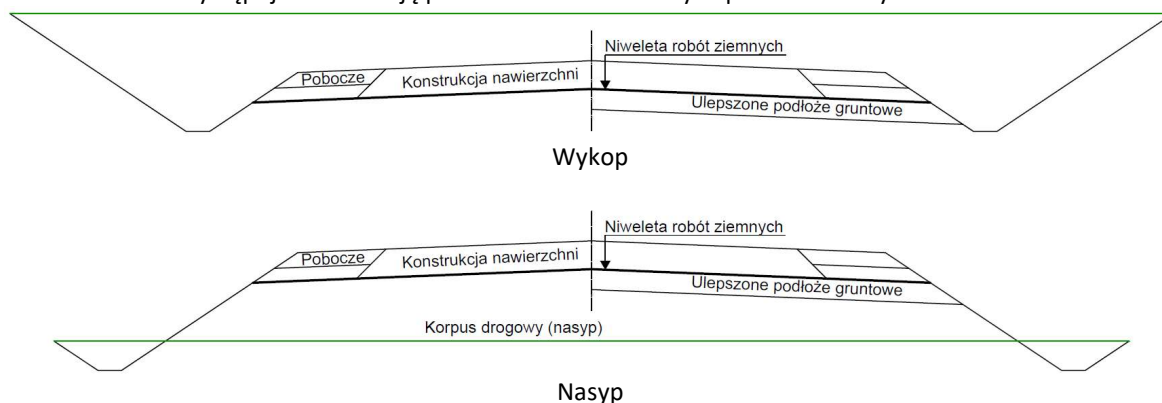 Niweleta robót ziemnych
Pobocze
Konstrukcja nawierzchni
Ulepszone podłoże gruntowe
Wykop
Niweleta robót ziemnych
Pobocze
Konstrukcja nawierzchni
Ulepszone podłoże gruntowe
Korpus drogowy (nasyp)
Nasyp